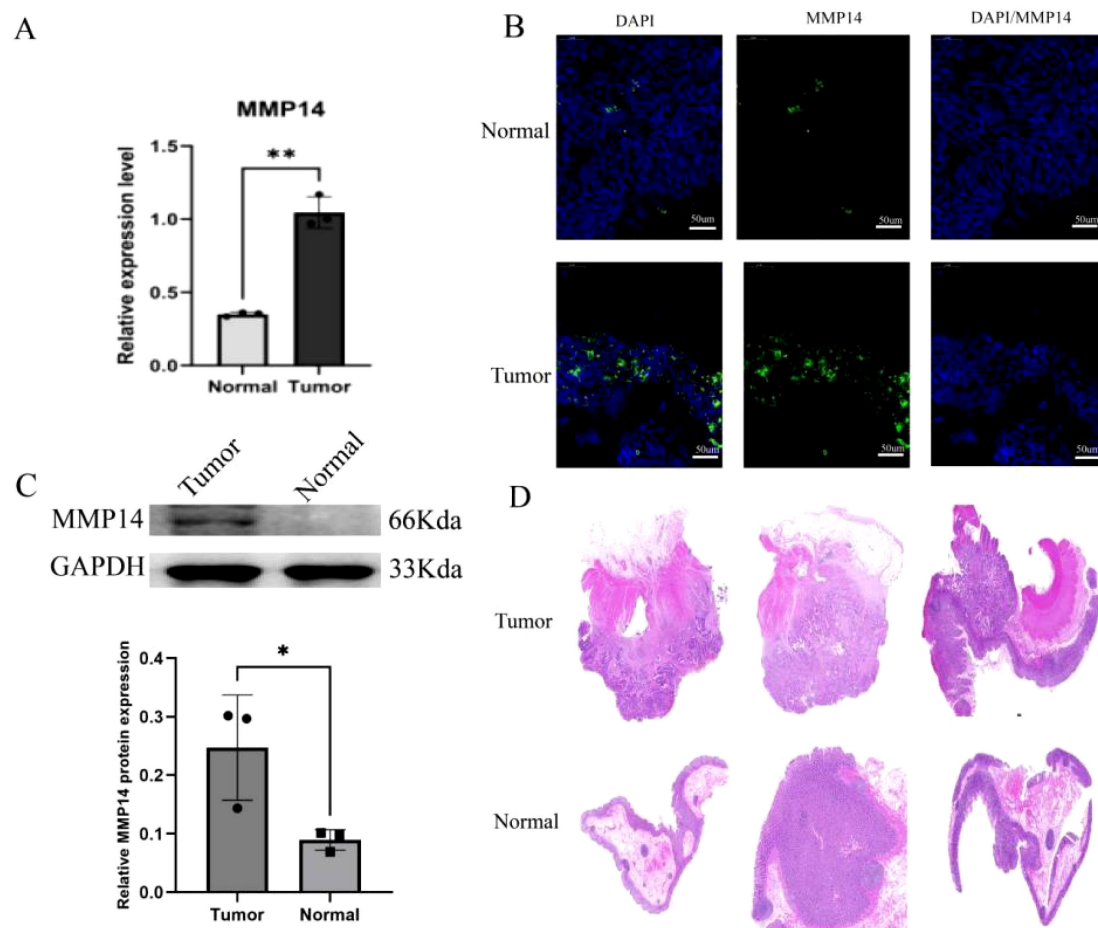 A
MMP14
Relative expression level
1.5
1.0
0.5
0.0
**
Normal
Tumor
B
DAPI
MMP14
DAPI/MMP14
Normal
50um
50um
50um
Tumor
50um
50um
50um
C
Tumor
Normal
MMP14
66Kda
GAPDH
33Kda
Relative MMP14 protein expression
0.4
0.3
0.2
0.1
0.0
*
Tumor
Normal
D
Tumor
Normal